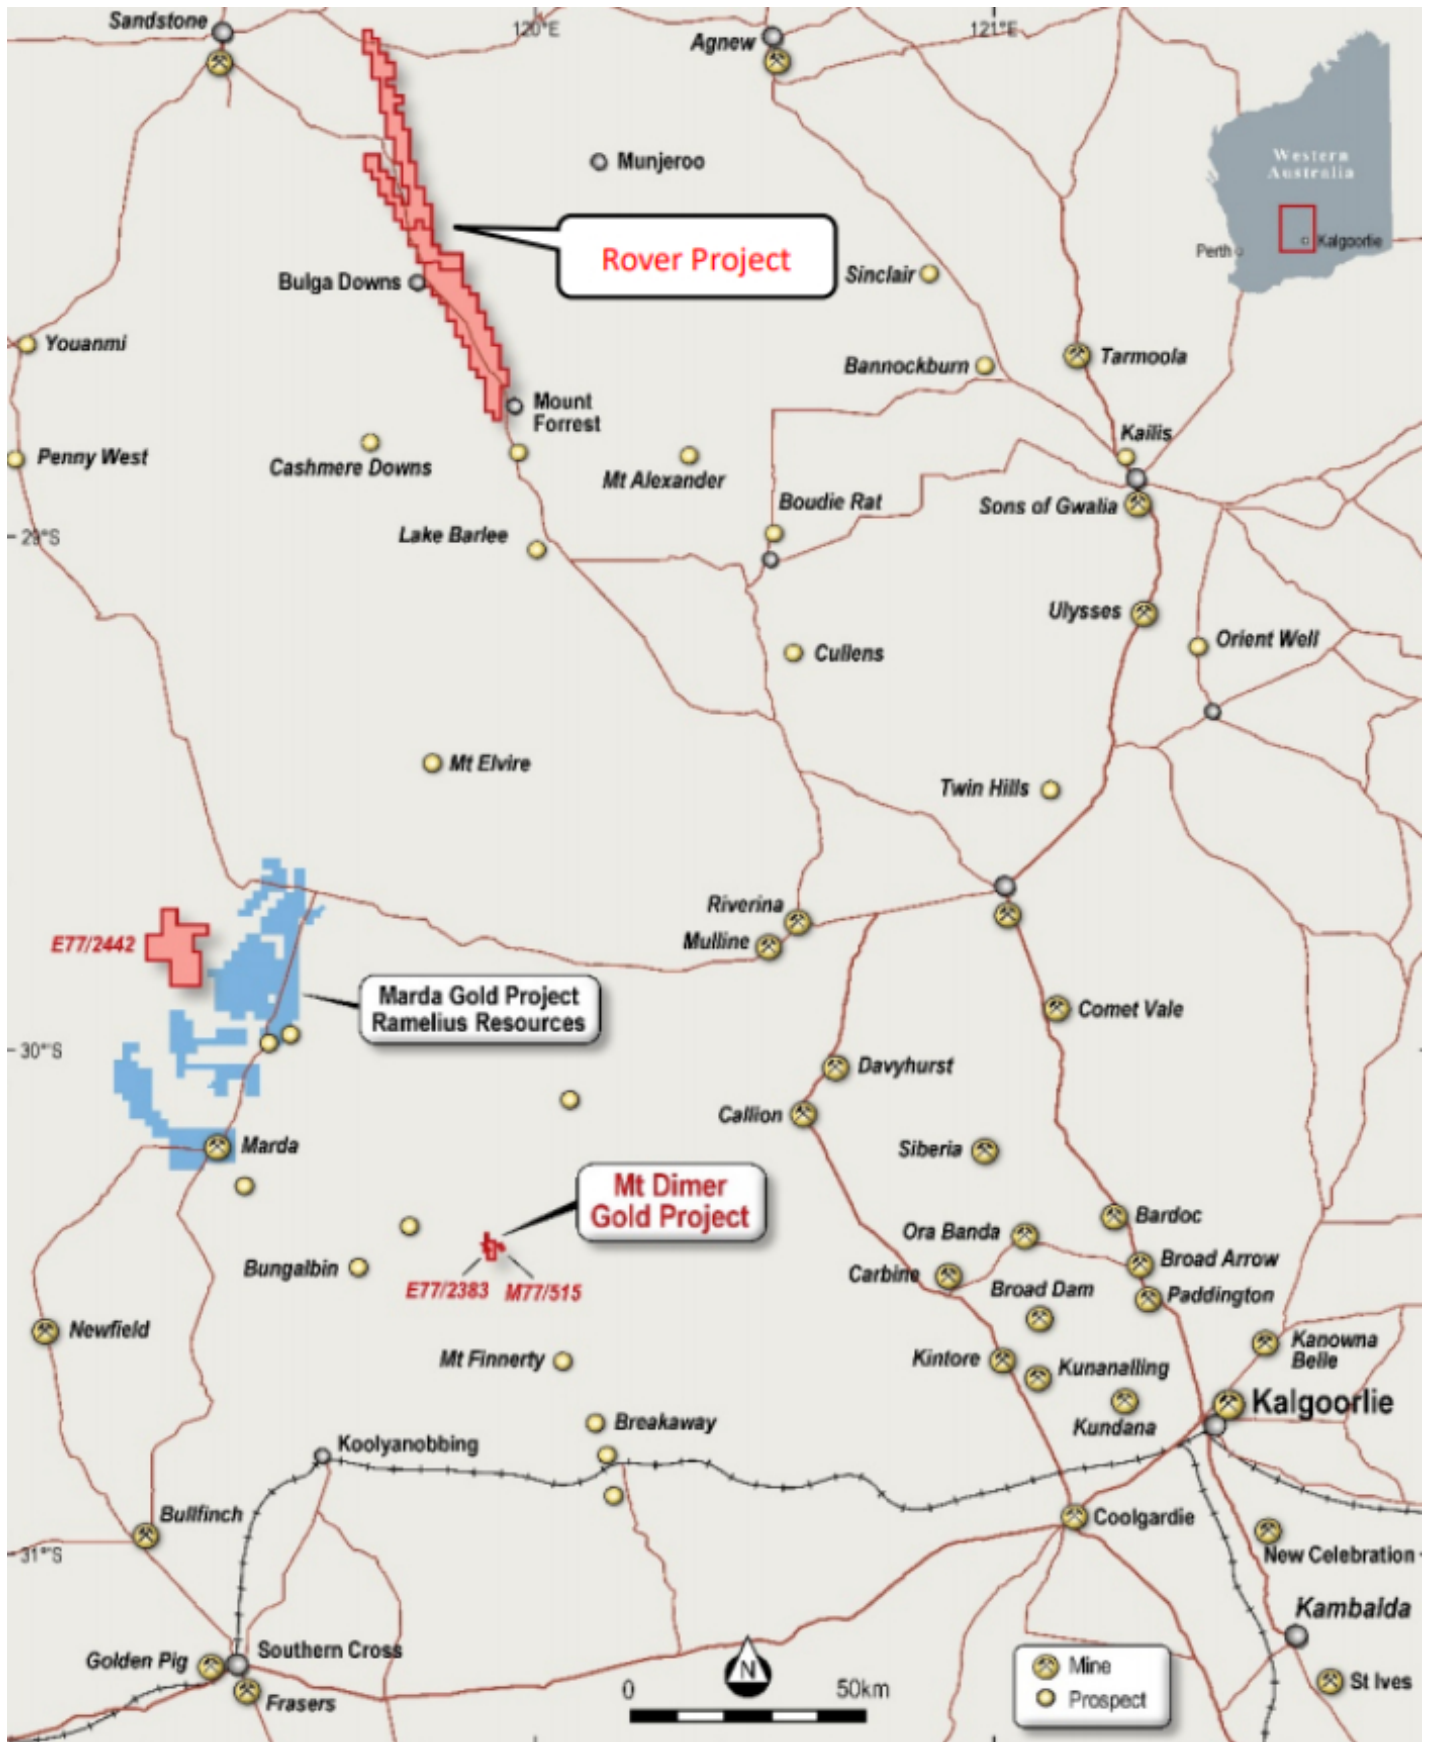 Sandstone
120°E
Agnew
121°E
Munjeroo
Western
Australia
Perth
Kalgoorlie
Rover Project
Bulga Downs
Sinclair
Youanmi
Bannockburn
Tarmoola
Mount
Forrest
Kailis
Penny West
Cashmere Downs
Mt Alexander
Boudie Rat
Sons of Gwalia
29°S
Lake Barlee
Ulysses
Orient Well
Cullens
Mt Elvire
Twin Hills
Riverina
Mulline
E77/2442
Marda Gold Project
Ramelius Resources
Comet Vale
30°S
Davyhurst
Callion
Marda
Siberia
Mt Dimer
Gold Project
Bardoc
Ora Banda
Broad Arrow
Bungalbin
E77/2383
M77/515
Carbine
Broad Dam
Paddington
Newfield
Mt Finnerty
Kintore
Kunanalling
Kanowna
Belle
Kalgoorlie
Breakaway
Kundana
Koolyanobbing
Bullfinch
Coolgardie
31°S
New Celebration
Kambalda
Golden Pig
Southern Cross
Frasers
N
0
50km
Mine
Prospect
St Ives